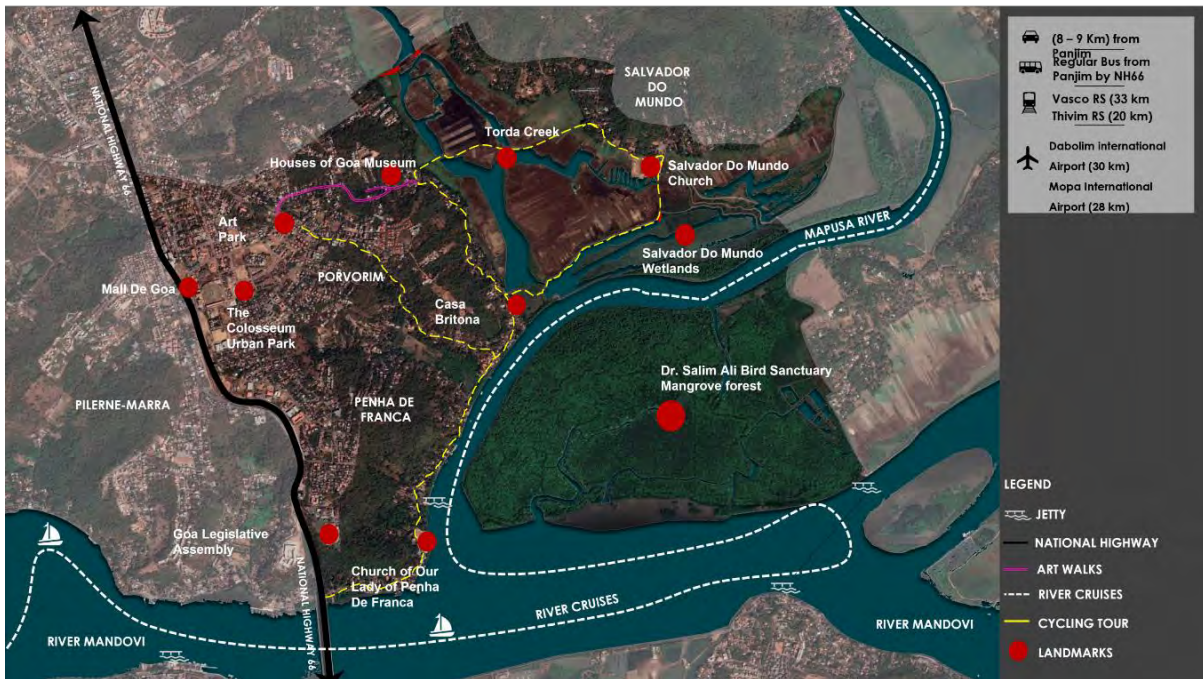 NATIONAL HIGHWAY 66
SALVADOR
DO
MUNDO
Torda Creek
Houses of Goa Museum
Salvador Do Mundo
Church
Art
Park
MAPUSA RIVER
Salvador Do Mundo
Wetlands
PORVORIM
Mall De Goa
The
Colosseum
Urban Park
Casa
Britona
Dr. Salim Ali Bird Sanctuary
Mangrove forest
PILERNE-MARRA
PENHA DE
FRANCA
Goa Legislative
Assembly
Church of Our
Lady of Penha
De Franca
NATIONAL HIGHWAY 66
RIVER CRUISES
RIVER MANDOVI
RIVER MANDOVI
(8 – 9 Km) from
Panjim
Regular Bus from
Panjim by NH66
Vasco RS (33 km
Thivim RS (20 km)
Dabolim international
Airport (30 km)
Mopa International
Airport (28 km)
LEGEND
JETTY
NATIONAL HIGHWAY
ART WALKS
RIVER CRUISES
CYCLING TOUR
LANDMARKS